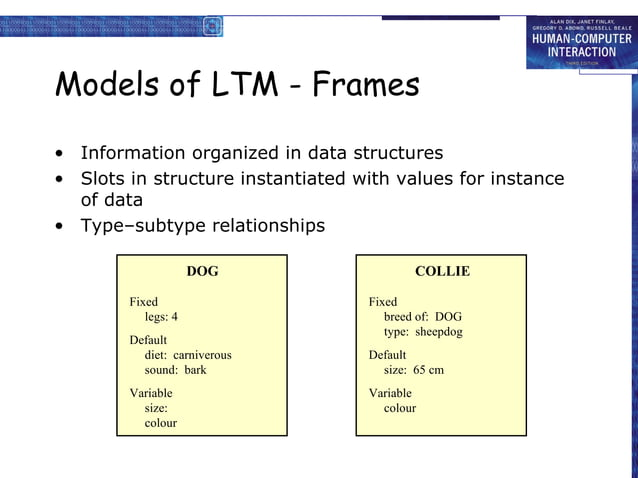 ALAN DIX, JANET FINLAY,
GREGORY D. ABOWD, RUSSELL BEALE
HUMAN-COMPUTER
INTERACTION
THIRD EDITION
Models of LTM - Frames
• Information organized in data structures
• Slots in structure instantiated with values for instance
of data
• Type–subtype relationships
DOG
Fixed
legs: 4
Default
diet: carniverous
sound: bark
Variable
size:
colour
COLLIE
Fixed
breed of: DOG
type: sheepdog
Default
size: 65 cm
Variable
colour